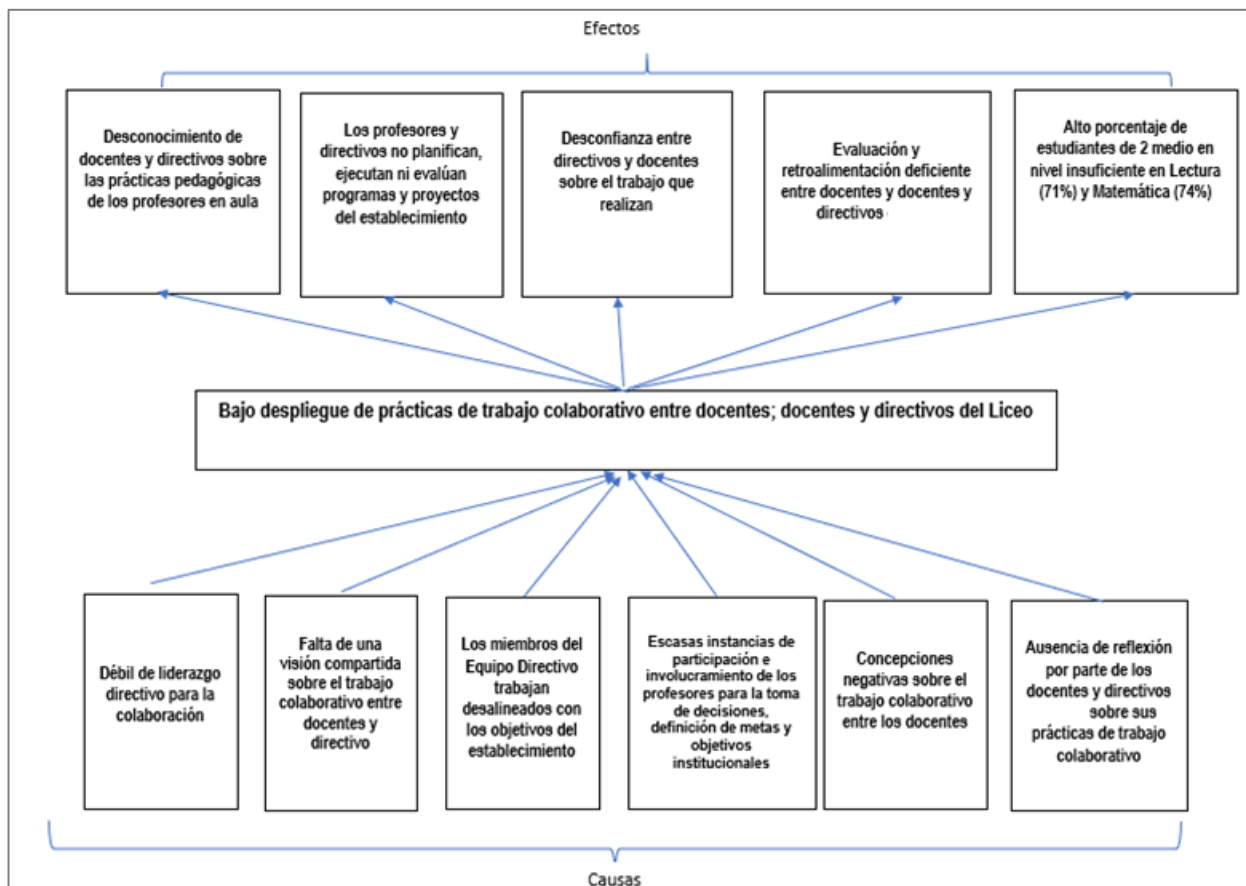 Efectos
Desconocimiento de
docentes y directivos sobre
las prácticas pedagógicas
de los profesores en aula
Los profesores y
directivos no planifican,
ejecutan ni evalúan
programas y proyectos
del establecimiento
Desconfianza entre
directivos y docentes
sobre el trabajo que
realizan
Evaluación y
retroalimentación deficiente
entre docentes y docentes y
directivos
Alto porcentaje de
estudiantes de 2 medio en
nivel insuficiente en Lectura
(71%) y Matemática (74%)
Bajo despliegue de prácticas de trabajo colaborativo entre docentes; docentes y directivos del Liceo
Débil de liderazgo
directivo para la
colaboración
Falta de una
visión compartida
sobre el trabajo
colaborativo entre
docentes y
directivo
Los miembros del
Equipo Directivo
trabajan
desalineados con
los objetivos del
establecimiento
Escasas instancias de
participación e
involucramiento de los
profesores para la toma
de decisiones,
definición de metas y
objetivos
institucionales
Concepciones
negativas sobre el
trabajo colaborativo
entre los docentes
Ausencia de reflexión
por parte de los
docentes y directivos
sobre sus
prácticas de trabajo
colaborativo
Causas